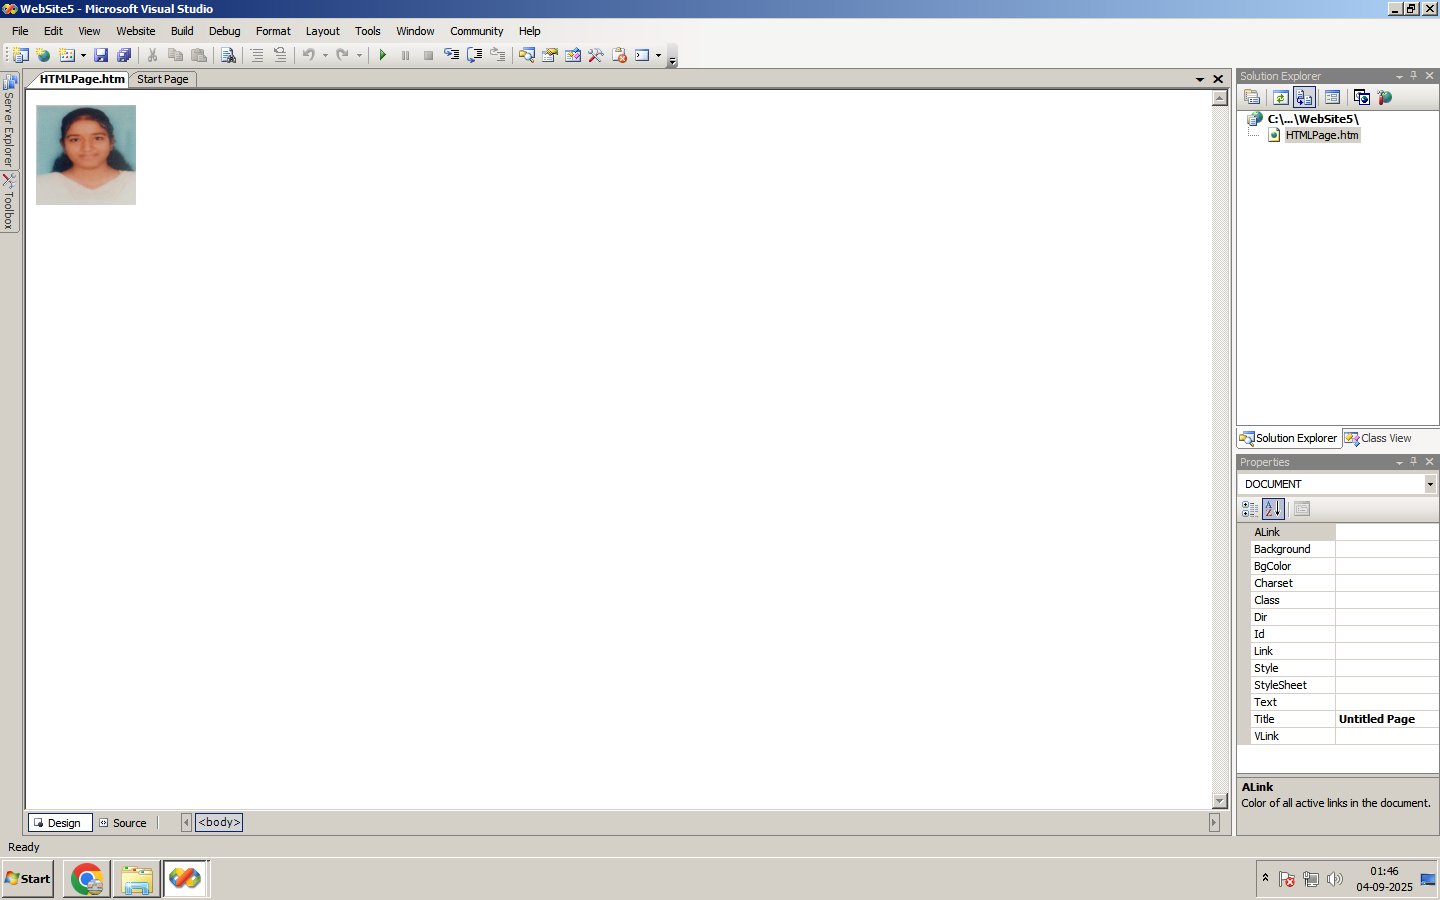 WebSite5 - Microsoft Visual Studio
File Edit View Website Build Debug Format Layout Tools Window Community Help
HTMLPage.htm Start Page
Server Explorer
Toolbox
Solution Explorer
C:\...\WebSite5\
HTMLPage.htm
Solution Explorer Class View
Properties
DOCUMENT
ALink
Background
BgColor
Charset
Class
Dir
Id
Link
Style
StyleSheet
Text
Title Untitled Page
VLink
ALink
Color of all active links in the document.
Design Source <body>
Ready
Start
01:46
04-09-2025